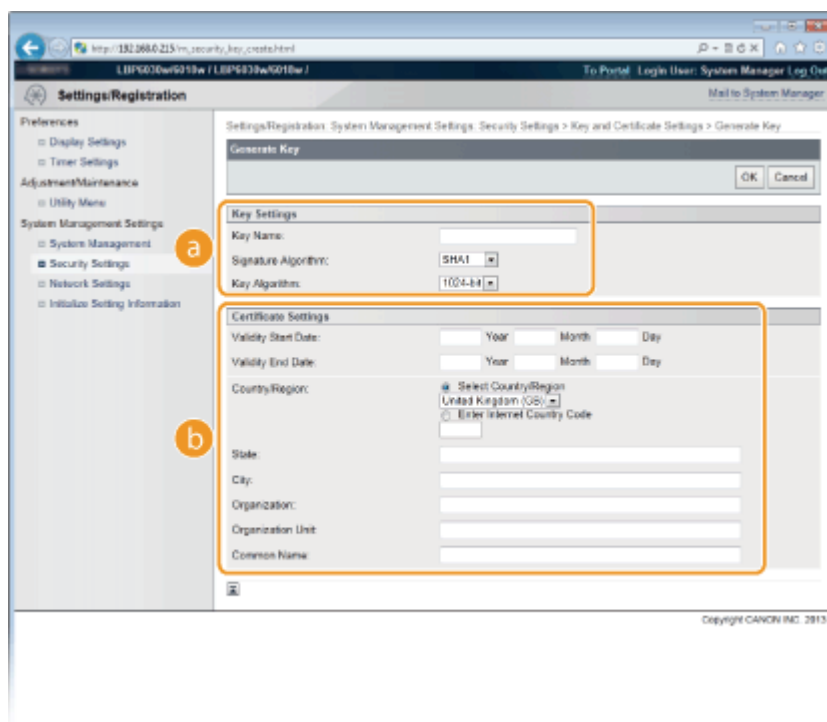 http://192.168.0.215/m_security_key_create.html
LBP6030w/6018w / LBP6030w/6018w /
To Portal Login User: System Manager Log Out
Settings/Registration
Mail to System Manager
Preferences
Display Settings
Timer Settings
Adjustment/Maintenance
Utility Menu
System Management Settings
System Management
Security Settings
Network Settings
Initialize Setting Information
Settings/Registration: System Management Settings: Security Settings > Key and Certificate Settings > Generate Key
Generate Key
OK Cancel
a
Key Settings
Key Name:
Signature Algorithm: SHA1
Key Algorithm: 1024-bit
b
Certificate Settings
Validity Start Date: Year Month Day
Validity End Date: Year Month Day
Country/Region: Select Country/Region
United Kingdom (GB)
Enter Internet Country Code
State:
City:
Organization:
Organization Unit:
Common Name:
Copyright CANON INC. 2013